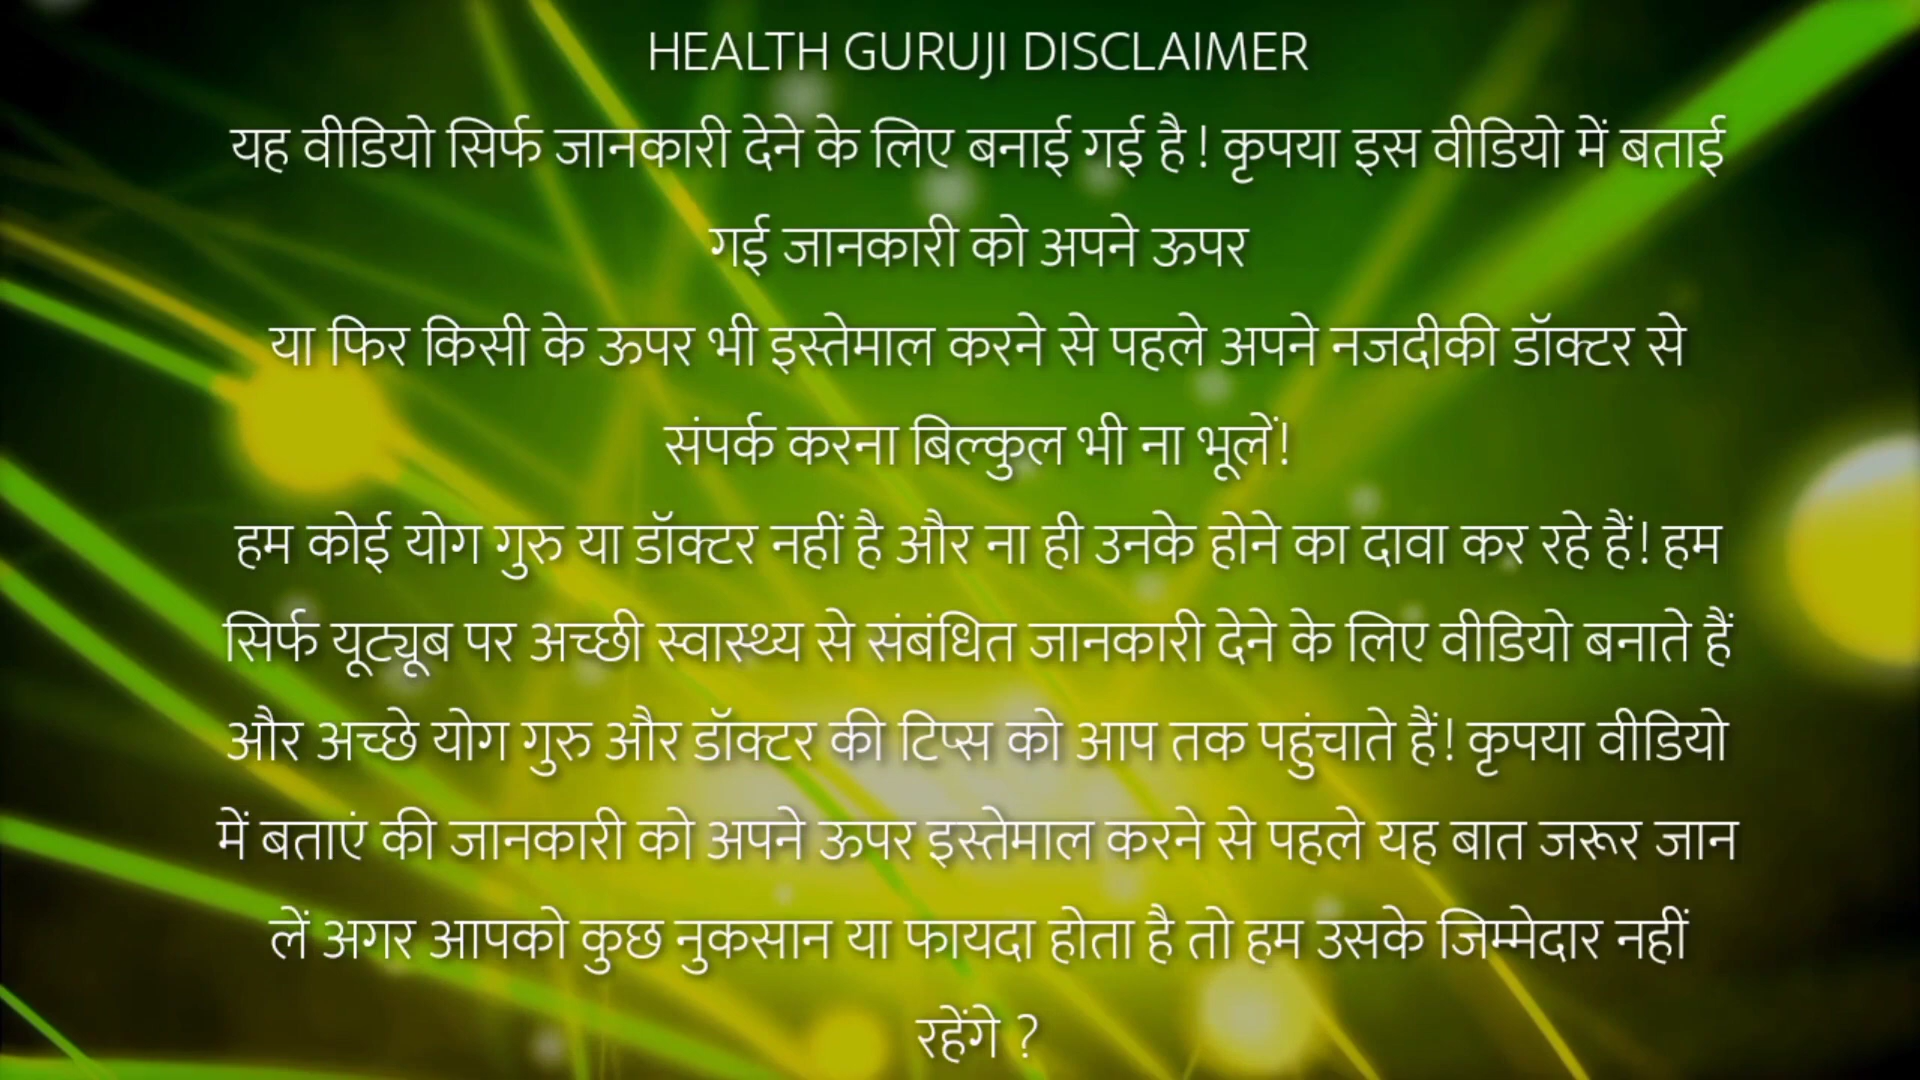 HEALTH GURUJI DISCLAIMER
यह वीडियो सिर्फ जानकारी देने के लिए बनाई गई है ! कृपया इस वीडियो में बताई
गई जानकारी को अपने ऊपर
या फिर किसी के ऊपर भी इस्तेमाल करने से पहले अपने नजदीकी डॉक्टर से
संपर्क करना बिल्कुल भी ना भूलें!
हम कोई योग गुरु या डॉक्टर नहीं है और ना ही उनके होने का दावा कर रहे हैं! हम
सिर्फ यूट्यूब पर अच्छी स्वास्थ्य से संबंधित जानकारी देने के लिए वीडियो बनाते हैं
और अच्छे योग गुरु और डॉक्टर की टिप्स को आप तक पहुंचाते हैं! कृपया वीडियो
में बताएं की जानकारी को अपने ऊपर इस्तेमाल करने से पहले यह बात जरूर जान
लें अगर आपको कुछ नुकसान या फायदा होता है तो हम उसके जिम्मेदार नहीं
रहेंगे ?